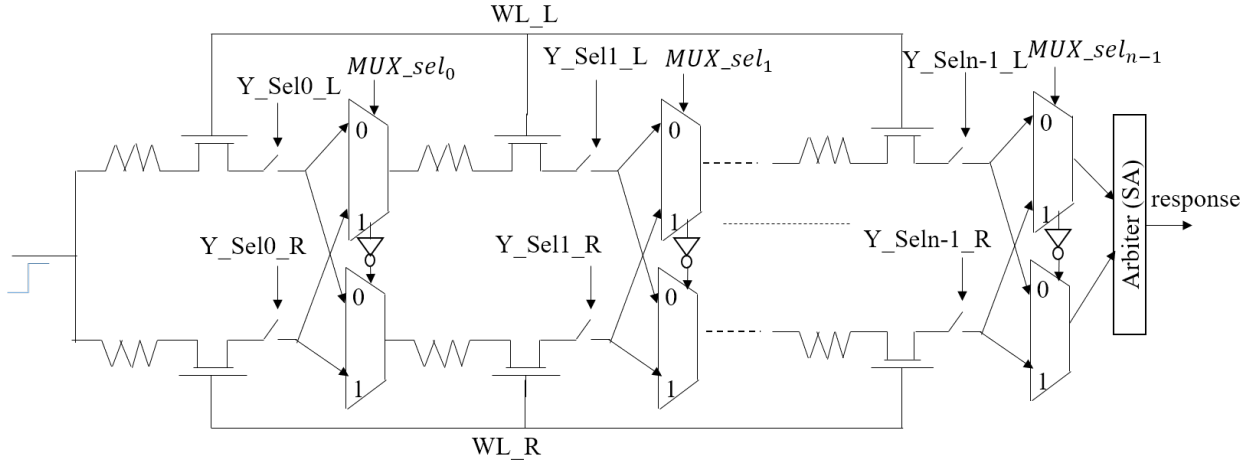 WL_L
Y_Sel0_L
MUX_sel₀
Y_Sel1_L
MUX_sel₁
Y_Seln-1_L
MUX_selₙ₋₁
0
0
0
1
1
1
Arbiter (SA)
response
Y_Sel0_R
Y_Sel1_R
Y_Seln-1_R
0
0
0
1
1
1
WL_R